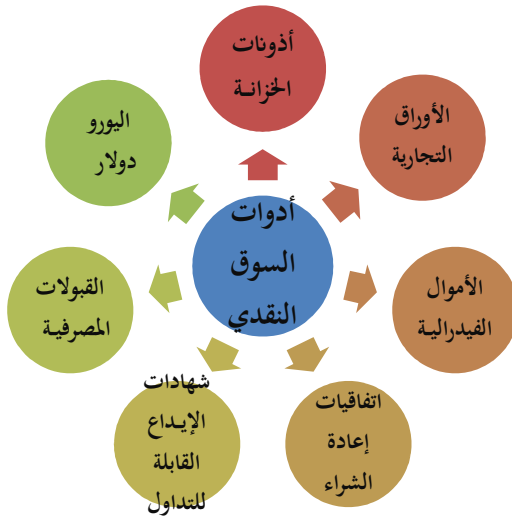 أدوات
السوق
النقدي
أذونات
الخزانة
الأوراق
التجارية
الأموال
الفيدرالية
اتفاقيات
إعادة
الشراء
شهادات
الإيداع
القابلة
للتداول
القبولات
المصرفية
اليورو
دولار